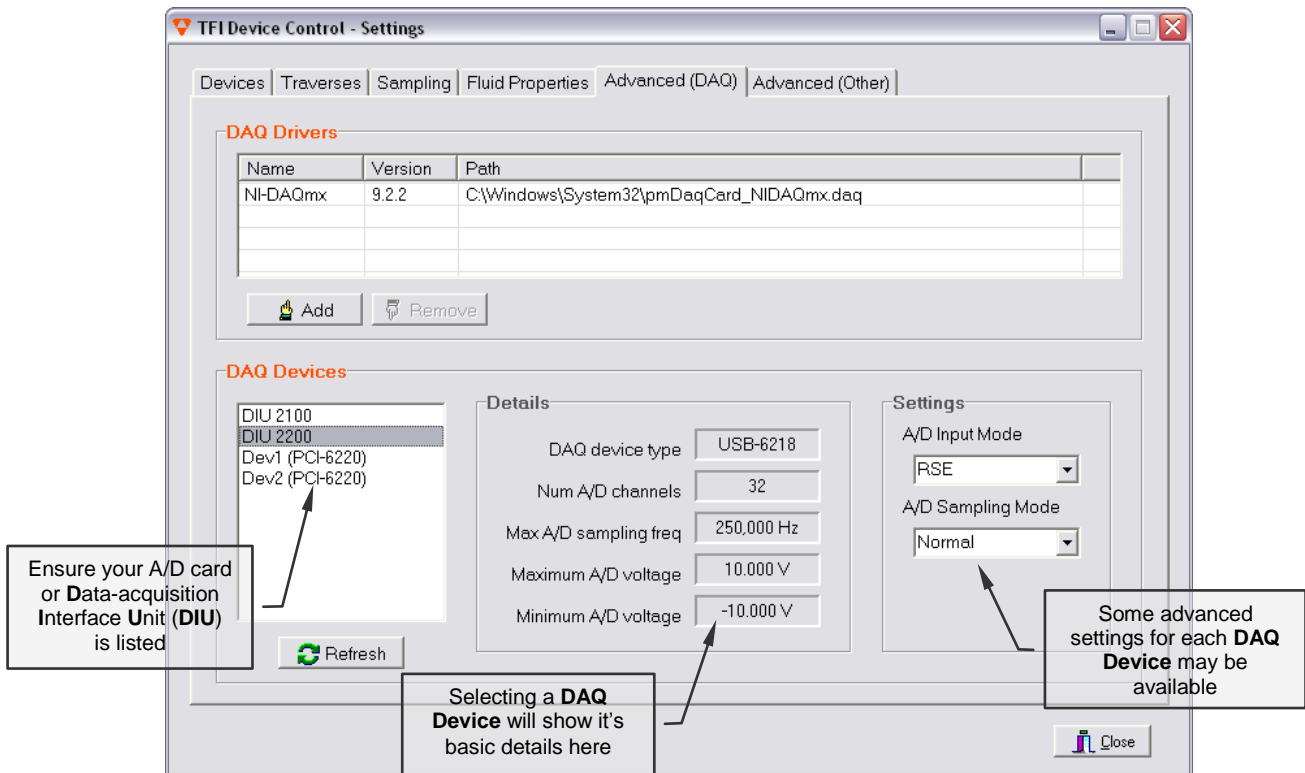 TFI Device Control - Settings
Devices
Traverses
Sampling
Fluid Properties
Advanced (DAQ)
Advanced (Other)
DAQ Drivers
Name Version Path
NI-DAQmx 9.2.2 C:\Windows\System32\pmDaqCard_NIDAQmx.daq
Add
Remove
DAQ Devices
DIU 2100
DIU 2200
Dev1 (PCI-6220)
Dev2 (PCI-6220)
Refresh
Details
DAQ device type USB-6218
Num A/D channels 32
Max A/D sampling freq 250,000 Hz
Maximum A/D voltage 10.000 V
Minimum A/D voltage -10.000 V
Settings
A/D Input Mode
RSE
A/D Sampling Mode
Normal
Ensure your A/D card
or Data-acquisition
Interface Unit (DIU)
is listed
Selecting a DAQ
Device will show it's
basic details here
Some advanced
settings for each DAQ
Device may be
available
Close